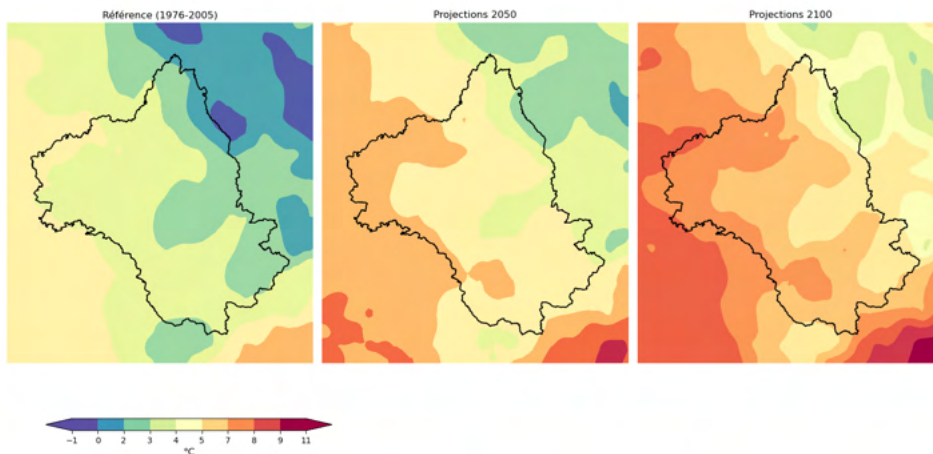 Référence (1976-2005)
Projections 2050
Projections 2100
−1 0 2 3 4 5 7 8 9 11
°C